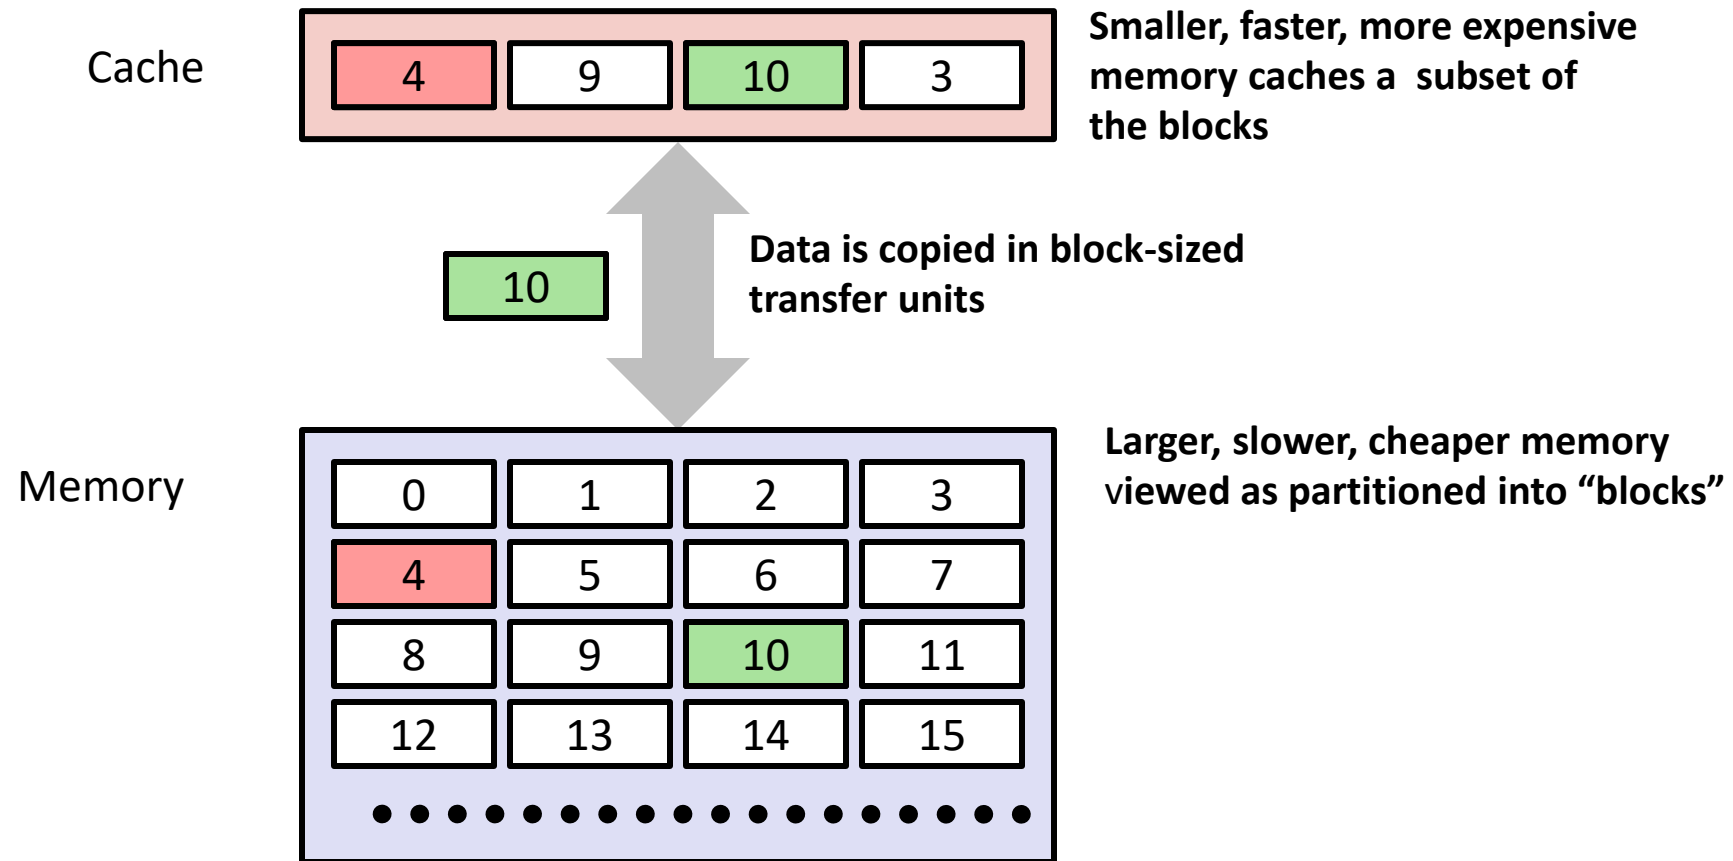 Cache
4 9 10 3
Smaller, faster, more expensive
memory caches a subset of
the blocks
10
Data is copied in block-sized
transfer units
Memory
0 1 2 3
4 5 6 7
8 9 10 11
12 13 14 15
Larger, slower, cheaper memory
viewed as partitioned into “blocks”